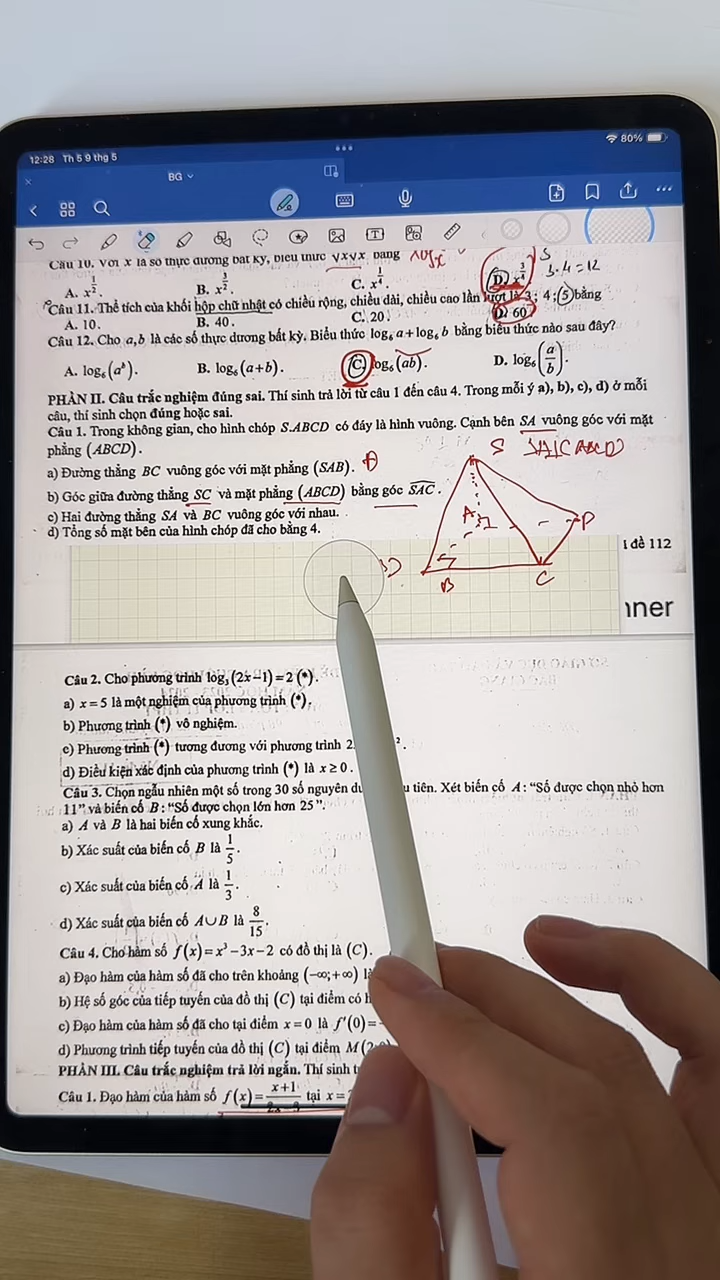 12:28 Th 5 9 thg 5
80%
BG
Câu 10. Với x là số thực dương bất kỳ, biểu thức √x√x bằng
A. x^{1/2}. B. x^{3/2}. C. x^{1/4}. D. x^{3/4}
3.4=12
Câu 11. Thể tích của khối hộp chữ nhật có chiều rộng, chiều dài, chiều cao lần lượt là 3; 4; 5 bằng
A. 10. B. 40. C. 20. D. 60
Câu 12. Cho a, b là các số thực dương bất kỳ. Biểu thức log₆ a + log₆ b bằng biểu thức nào sau đây?
A. log₆(aᵇ). B. log₆(a+b). C. log₆(ab). D. log₆(a/b).
PHẦN II. Câu trắc nghiệm đúng sai. Thí sinh trả lời từ câu 1 đến câu 4. Trong mỗi ý a), b), c), d) ở mỗi
câu, thí sinh chọn đúng hoặc sai.
Câu 1. Trong không gian, cho hình chóp S.ABCD có đáy là hình vuông. Cạnh bên SA vuông góc với mặt
phẳng (ABCD).
S SA⊥(ABCD)
a) Đường thẳng BC vuông góc với mặt phẳng (SAB). Đ
b) Góc giữa đường thẳng SC và mặt phẳng (ABCD) bằng góc SAC.
c) Hai đường thẳng SA và BC vuông góc với nhau.
d) Tổng số mặt bên của hình chóp đã cho bằng 4.
A D
B C
đề 112
nner
Câu 2. Cho phương trình log₃(2x−1)=2 (*).
a) x=5 là một nghiệm của phương trình (*).
b) Phương trình (*) vô nghiệm.
c) Phương trình (*) tương đương với phương trình 2 ².
d) Điều kiện xác định của phương trình (*) là x≥0.
Câu 3. Chọn ngẫu nhiên một số trong 30 số nguyên tiên. Xét biến cố A: “Số được chọn nhỏ hơn
11” và biến cố B: “Số được chọn lớn hơn 25”.
a) A và B là hai biến cố xung khắc.
b) Xác suất của biến cố B là 1/5.
c) Xác suất của biến cố A là 1/3.
d) Xác suất của biến cố A∪B là 8/15.
Câu 4. Cho hàm số f(x)=x³−3x−2 có đồ thị là (C).
a) Đạo hàm của hàm số đã cho trên khoảng (−∞;+∞) là
b) Hệ số góc của tiếp tuyến của đồ thị (C) tại điểm có
c) Đạo hàm của hàm số đã cho tại điểm x=0 là f'(0)=
d) Phương trình tiếp tuyến của đồ thị (C) tại điểm M(2
PHẦN III. Câu trắc nghiệm trả lời ngắn. Thí sinh
Câu 1. Đạo hàm của hàm số f(x)= x+1 tại x=